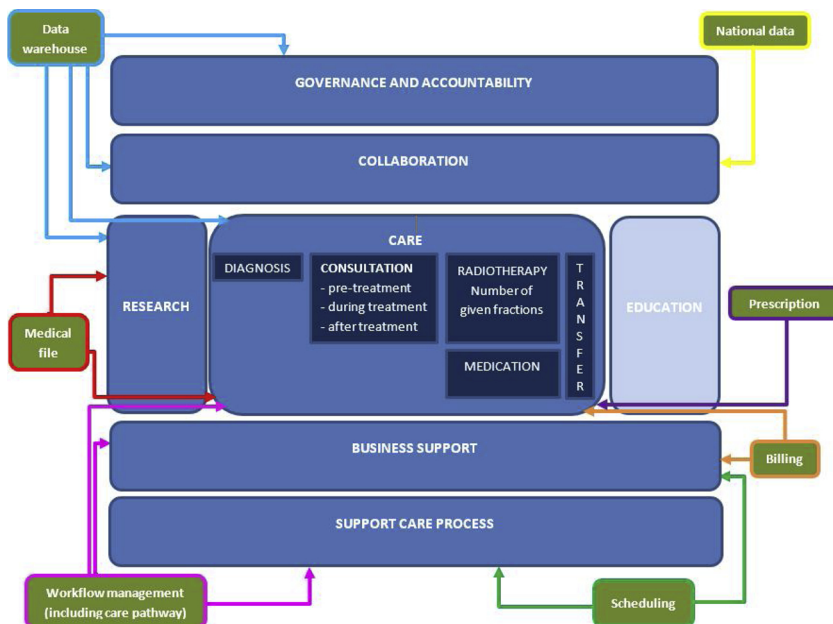 Data
warehouse
National data
GOVERNANCE AND ACCOUNTABILITY
COLLABORATION
CARE
DIAGNOSIS
CONSULTATION
- pre-treatment
- during treatment
- after treatment
RADIOTHERAPY
Number of
given fractions
MEDICATION
T
R
A
N
S
F
E
R
RESEARCH
EDUCATION
Medical
file
Prescription
BUSINESS SUPPORT
Billing
SUPPORT CARE PROCESS
Workflow management
(including care pathway)
Scheduling